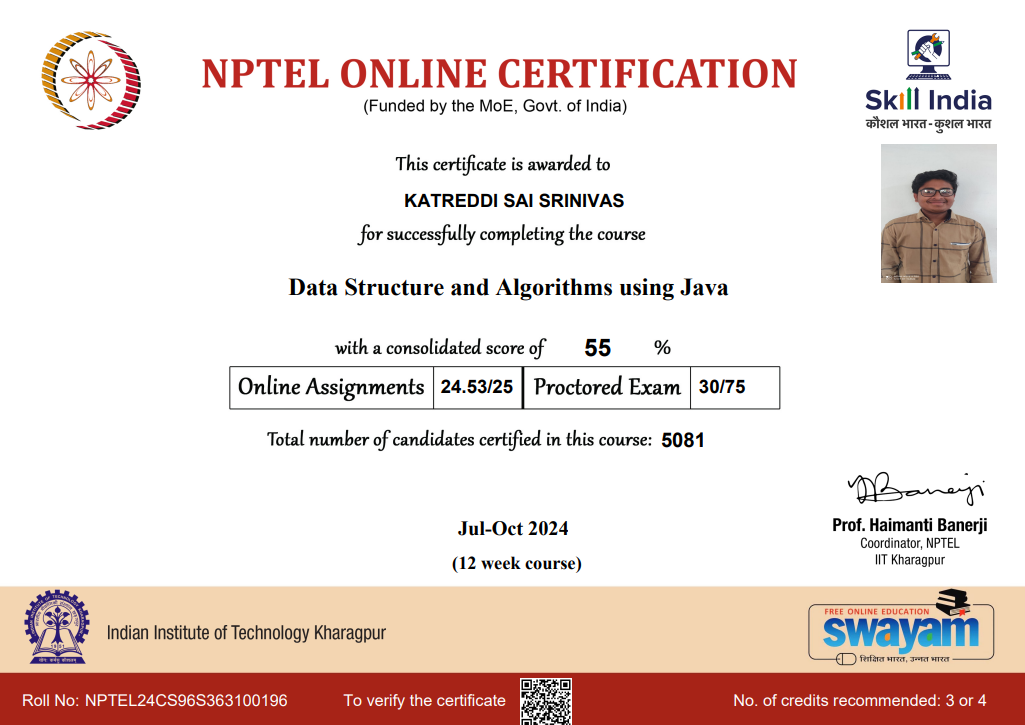 NPTEL ONLINE CERTIFICATION
(Funded by the MoE, Govt. of India)
Skill India
कौशल भारत - कुशल भारत
This certificate is awarded to
KATREDDI SAI SRINIVAS
for successfully completing the course
Data Structure and Algorithms using Java
with a consolidated score of 55 %
Online Assignments 24.53/25 Proctored Exam 30/75
Total number of candidates certified in this course: 5081
Prof. Haimanti Banerji
Coordinator, NPTEL
IIT Kharagpur
Jul-Oct 2024
(12 week course)
Indian Institute of Technology Kharagpur
FREE ONLINE EDUCATION
swayam
शिक्षित भारत, उन्नत भारत
Roll No: NPTEL24CS96S363100196 To verify the certificate No. of credits recommended: 3 or 4